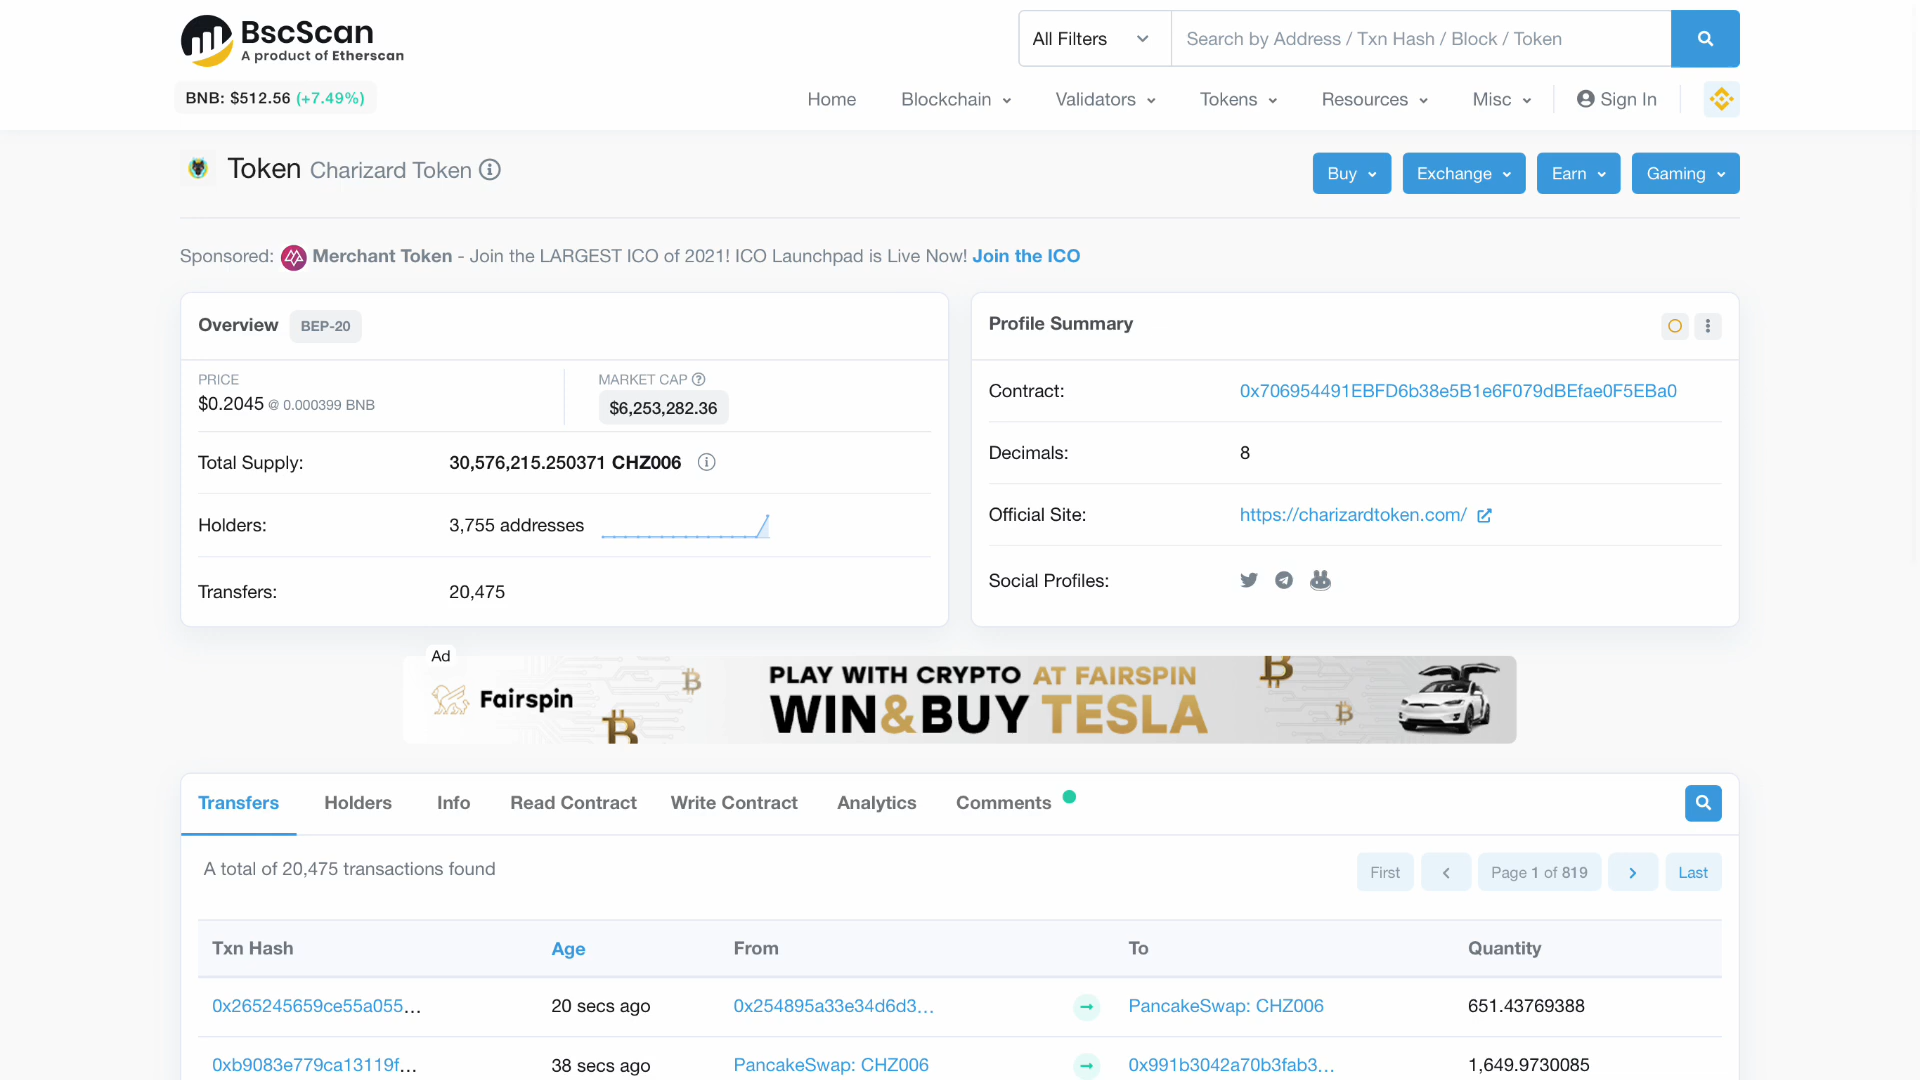 BscScan
A product of Etherscan
All Filters
Search by Address / Txn Hash / Block / Token
BNB: $512.56 (+7.49%)
Home Blockchain Validators Tokens Resources Misc Sign In
Token Charizard Token
Buy Exchange Earn Gaming
Sponsored: Merchant Token - Join the LARGEST ICO of 2021! ICO Launchpad is Live Now! Join the ICO
Overview BEP-20
PRICE
$0.2045 @ 0.000399 BNB
MARKET CAP
$6,253,282.36
Total Supply: 30,576,215.250371 CHZ006
Holders: 3,755 addresses
Transfers: 20,475
Profile Summary
Contract: 0x706954491EBFD6b38e5B1e6F079dBEfae0F5EBa0
Decimals: 8
Official Site: https://charizardtoken.com/
Social Profiles:
Ad
Fairspin
PLAY WITH CRYPTO AT FAIRSPIN
WIN&BUY TESLA
Transfers Holders Info Read Contract Write Contract Analytics Comments
A total of 20,475 transactions found
First Page 1 of 819 Last
Txn Hash Age From To Quantity
0x265245659ce55a055... 20 secs ago 0x254895a33e34d6d3... PancakeSwap: CHZ006 651.43769388
0xb9083e779ca13119f... 38 secs ago PancakeSwap: CHZ006 0x991b3042a70b3fab3... 1,649.9730085